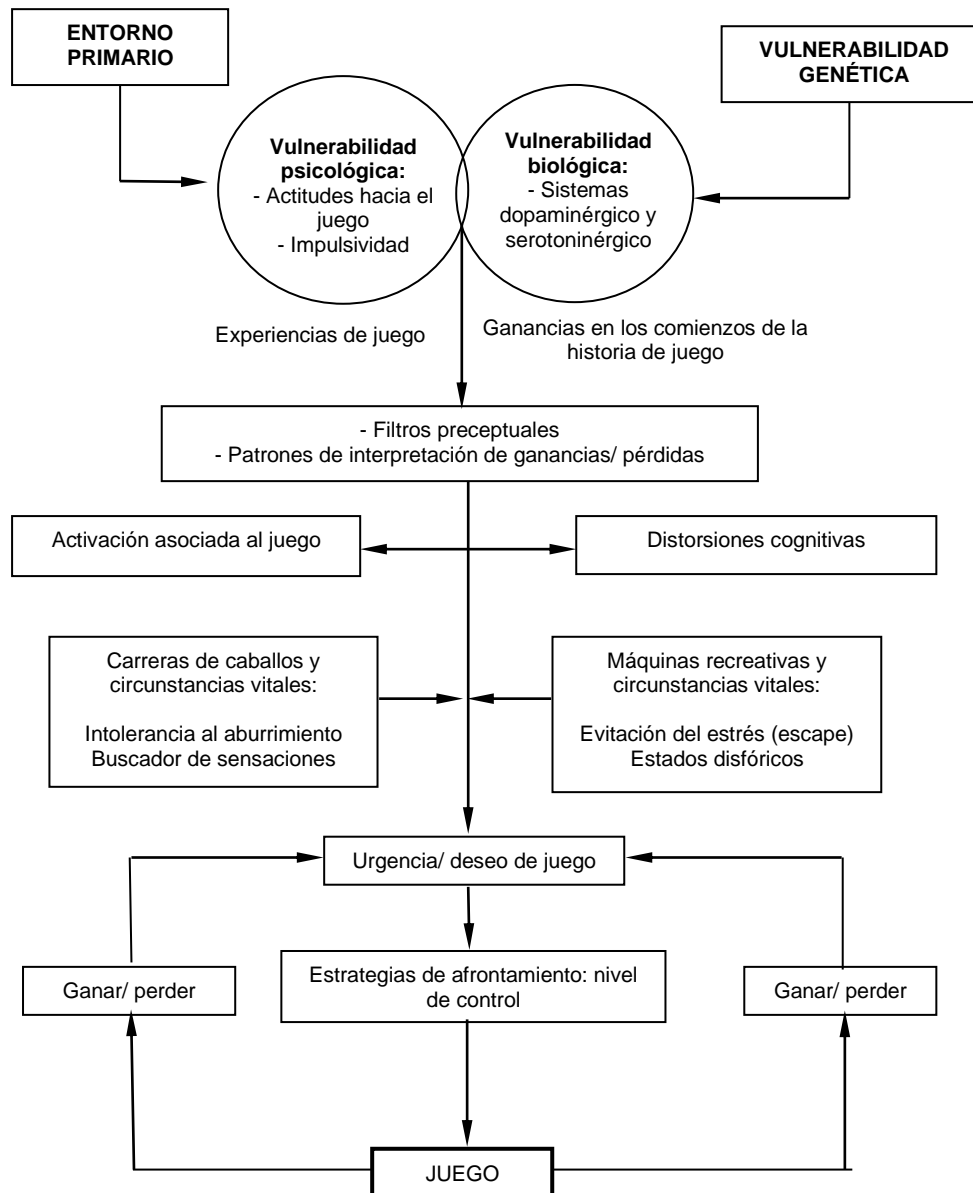 ENTORNO
PRIMARIO
VULNERABILIDAD
GENÉTICA
Vulnerabilidad
psicológica:
- Actitudes hacia el
juego
- Impulsividad
Vulnerabilidad
biológica:
- Sistemas
dopaminérgico y
serotoninérgico
Experiencias de juego
Ganancias en los comienzos de la
historia de juego
- Filtros preceptuales
- Patrones de interpretación de ganancias/ pérdidas
Activación asociada al juego
Distorsiones cognitivas
Carreras de caballos y
circunstancias vitales:
Intolerancia al aburrimiento
Buscador de sensaciones
Máquinas recreativas y
circunstancias vitales:
Evitación del estrés (escape)
Estados disfóricos
Urgencia/ deseo de juego
Estrategias de afrontamiento: nivel
de control
Ganar/ perder
Ganar/ perder
JUEGO